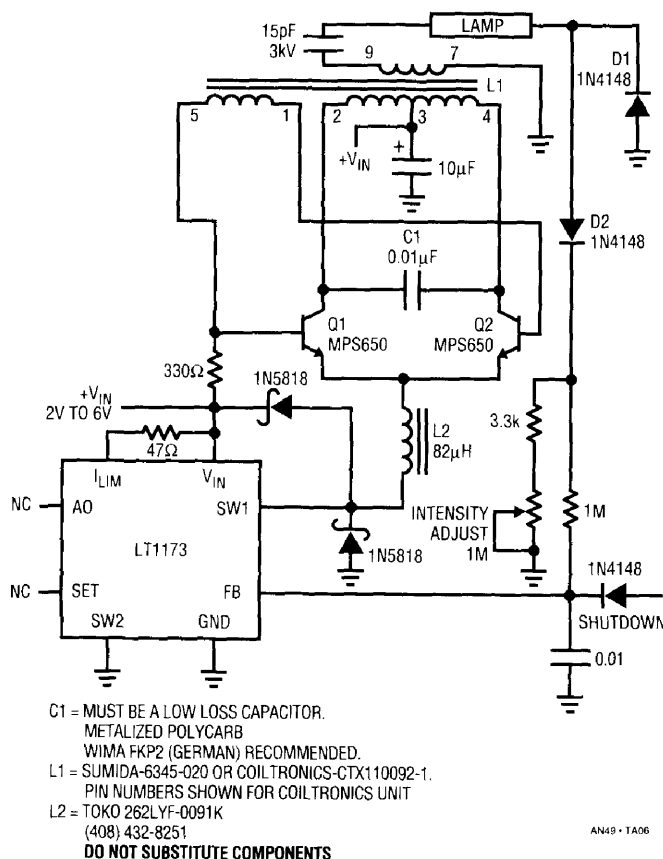 15pF
3kV
LAMP
9
7
D1
1N4148
L1
5
1
2
3
4
+VIN
+
10µF
D2
1N4148
C1
0.01µF
Q1
MPS650
Q2
MPS650
330Ω
1N5818
+VIN
2V TO 6V
47Ω
L2
82µH
3.3k
ILIM
VIN
NC
AO
SW1
INTENSITY
ADJUST
1M
1M
LT1173
1N5818
1N4148
NC
SET
FB
SHUTDOWN
SW2
GND
0.01
C1 = MUST BE A LOW LOSS CAPACITOR.
METALIZED POLYCARB
WIMA FKP2 (GERMAN) RECOMMENDED.
L1 = SUMIDA-6345-020 OR COILTRONICS-CTX110092-1.
PIN NUMBERS SHOWN FOR COILTRONICS UNIT
L2 = TOKO 262LYF-0091K
(408) 432-8251
DO NOT SUBSTITUTE COMPONENTS
AN49 • TA06